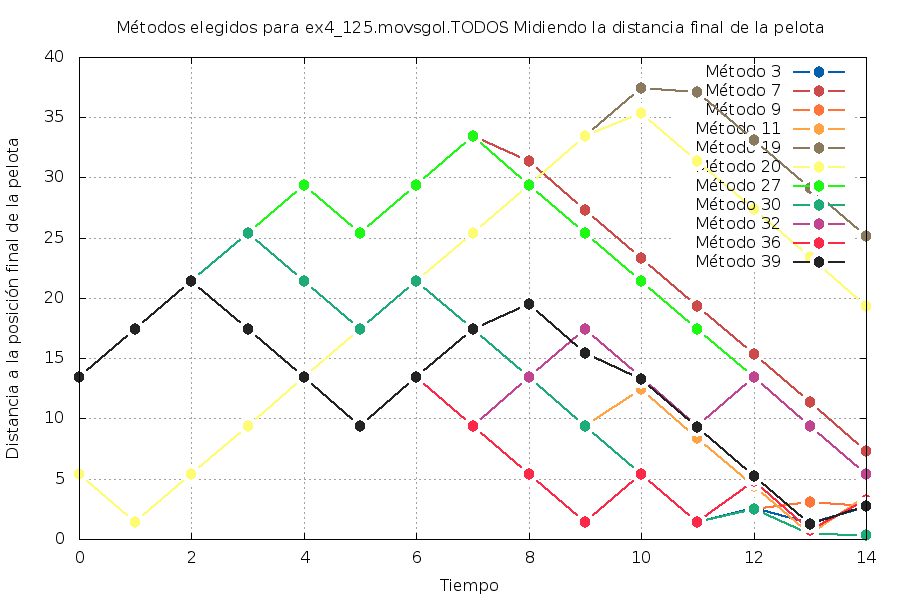 Métodos elegidos para ex4_125.movsgol.TODOS Midiendo la distancia final de la pelota
Distancia a la posición final de la pelota
40
35
30
25
20
15
10
5
0
Método 3
Método 7
Método 9
Método 11
Método 19
Método 20
Método 27
Método 30
Método 32
Método 36
Método 39
0 2 4 6 8 10 12 14
Tiempo